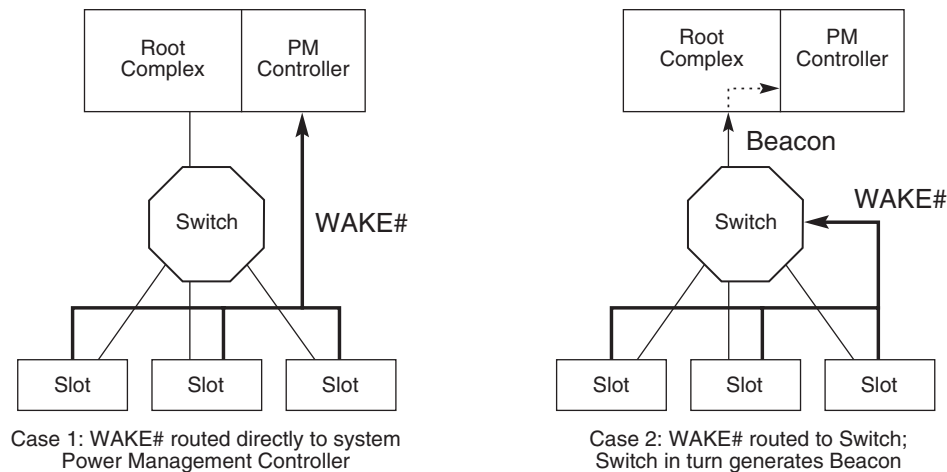 Root
Complex
PM
Controller
WAKE#
Switch
Slot
Slot
Slot
Case 1: WAKE# routed directly to system
Power Management Controller
Root
Complex
PM
Controller
Beacon
WAKE#
Switch
Slot
Slot
Slot
Case 2: WAKE# routed to Switch;
Switch in turn generates Beacon